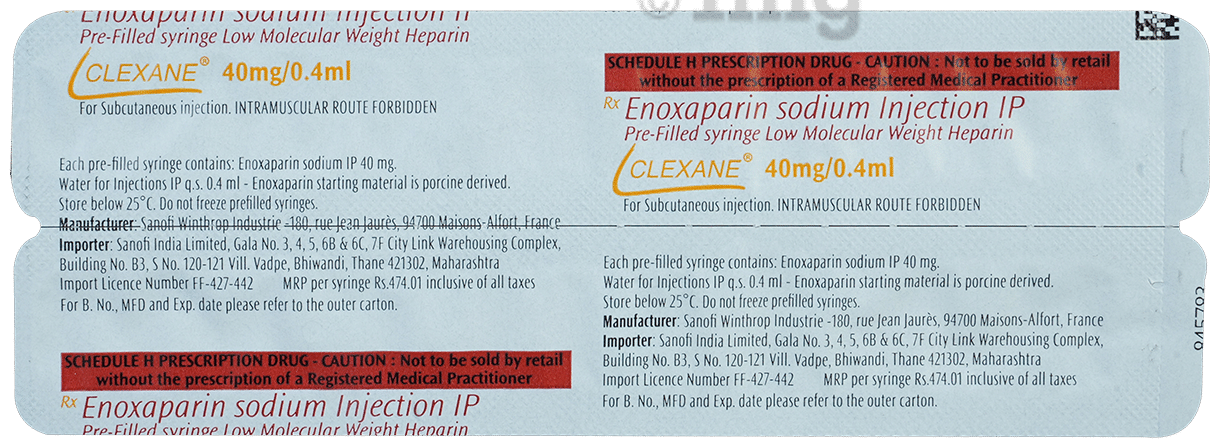 Enoxaparin sodium Injection IP
Pre-Filled syringe Low Molecular Weight Heparin
CLEXANE® 40mg/0.4ml
For Subcutaneous injection. INTRAMUSCULAR ROUTE FORBIDDEN
Each pre-filled syringe contains: Enoxaparin sodium IP 40 mg.
Water for Injections IP q.s. 0.4 ml - Enoxaparin starting material is porcine derived.
Store below 25°C. Do not freeze prefilled syringes.
Manufacturer: Sanofi Winthrop Industrie -180, rue Jean Jaurès, 94700 Maisons-Alfort, France
Importer: Sanofi India Limited, Gala No. 3, 4, 5, 6B & 6C, 7F City Link Warehousing Complex,
Building No. B3, S No. 120-121 Vill. Vadpe, Bhiwandi, Thane 421302, Maharashtra
Import Licence Number FF-427-442 MRP per syringe Rs.474.01 inclusive of all taxes
For B. No., MFD and Exp. date please refer to the outer carton.
SCHEDULE H PRESCRIPTION DRUG - CAUTION : Not to be sold by retail
without the prescription of a Registered Medical Practitioner
Rx Enoxaparin sodium Injection IP
Pre-Filled syringe Low Molecular Weight Heparin
SCHEDULE H PRESCRIPTION DRUG - CAUTION : Not to be sold by retail
without the prescription of a Registered Medical Practitioner
Rx Enoxaparin sodium Injection IP
Pre-Filled syringe Low Molecular Weight Heparin
CLEXANE® 40mg/0.4ml
For Subcutaneous injection. INTRAMUSCULAR ROUTE FORBIDDEN
Each pre-filled syringe contains: Enoxaparin sodium IP 40 mg.
Water for Injections IP q.s. 0.4 ml - Enoxaparin starting material is porcine derived.
Store below 25°C. Do not freeze prefilled syringes.
Manufacturer: Sanofi Winthrop Industrie -180, rue Jean Jaurès, 94700 Maisons-Alfort, France
Importer: Sanofi India Limited, Gala No. 3, 4, 5, 6B & 6C, 7F City Link Warehousing Complex,
Building No. B3, S No. 120-121 Vill. Vadpe, Bhiwandi, Thane 421302, Maharashtra
Import Licence Number FF-427-442 MRP per syringe Rs.474.01 inclusive of all taxes
For B. No., MFD and Exp. date please refer to the outer carton.